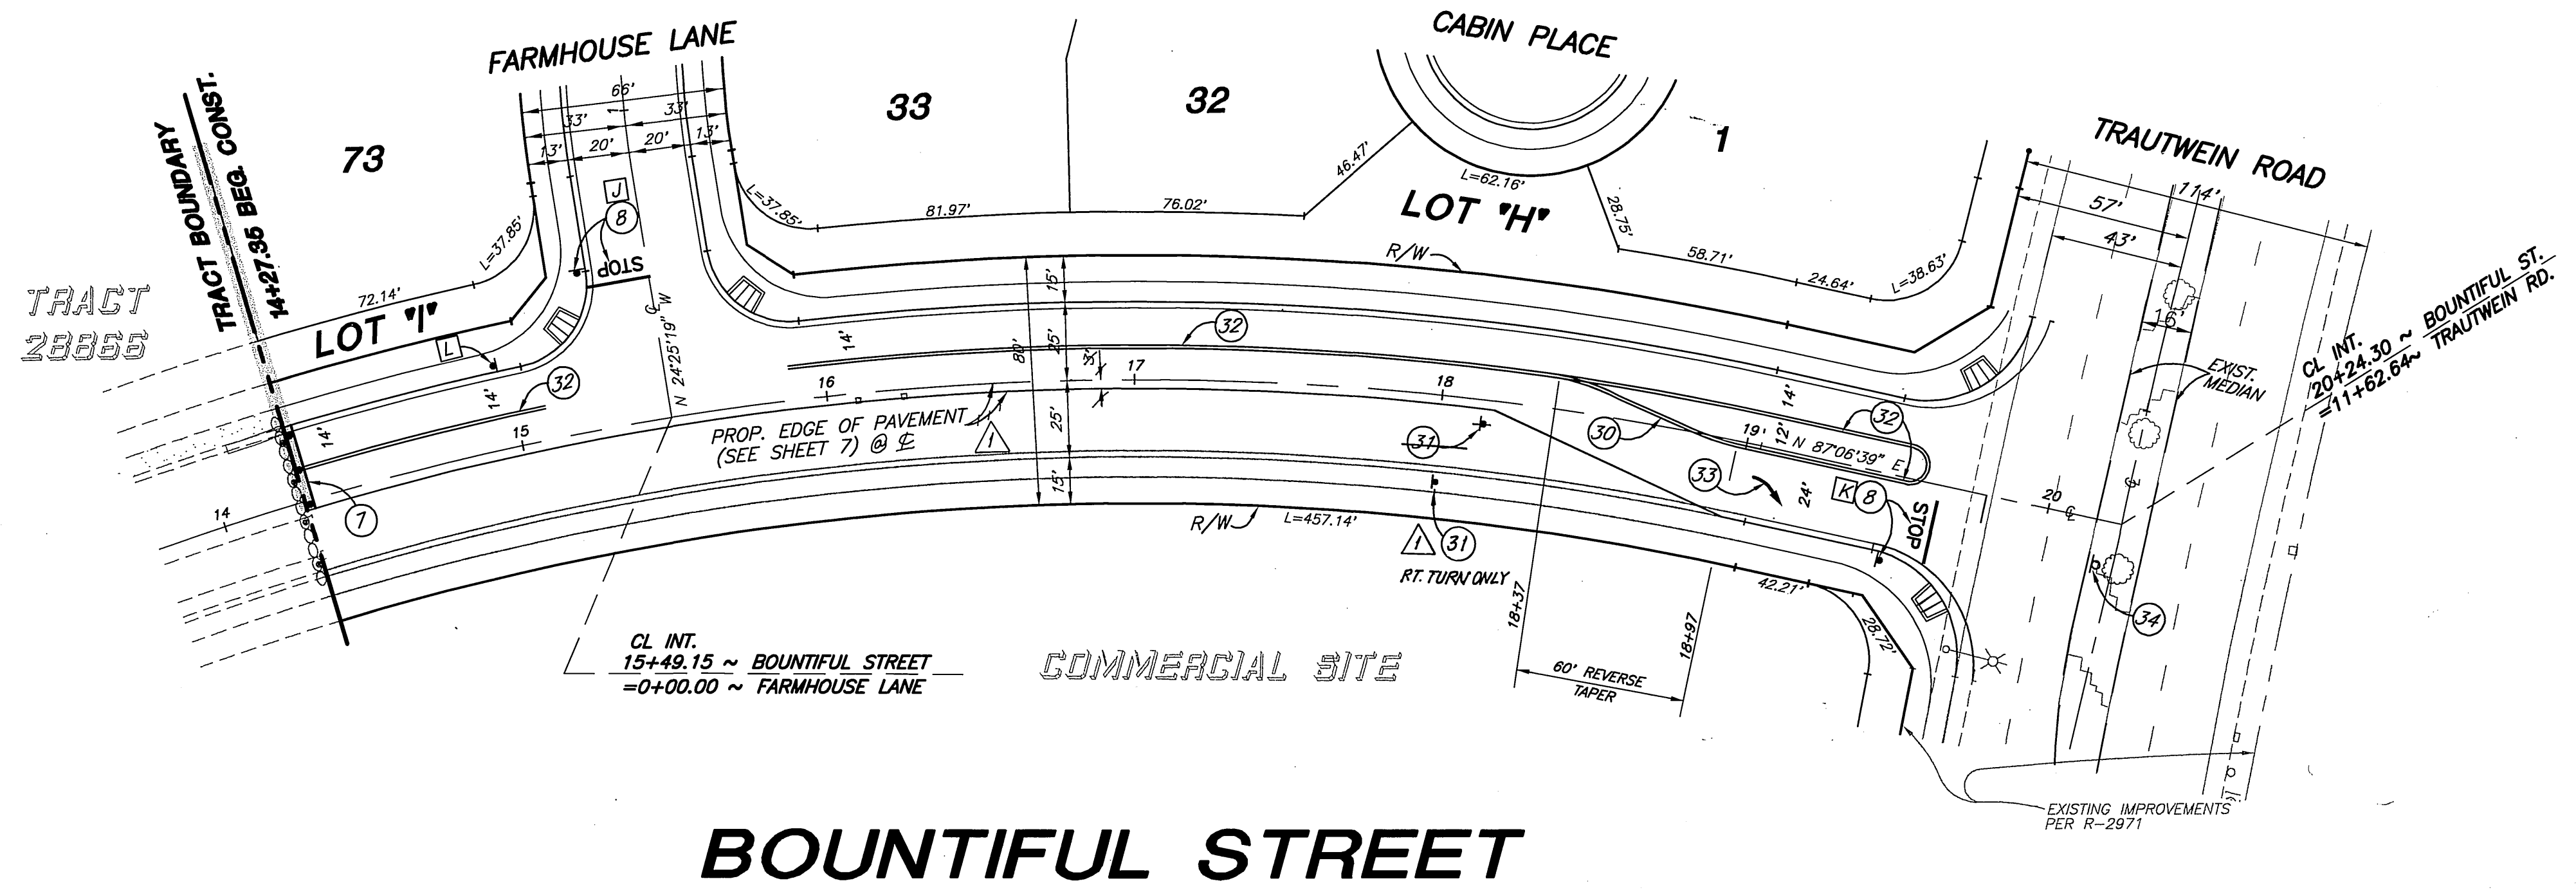 FARMHOUSE LANE
CABIN PLACE
TRAUTWEIN ROAD
TRACT BOUNDARY
14+27.35 BEG. CONST.
TRACT
28866
73
33
32
1
66'
33'
33'
13'
20'
20'
13'
J
8
STOP
L=37.85'
L=37.85'
72.14'
LOT "I"
L
81.97'
76.02'
46.47'
L=62.16'
28.75'
LOT "H"
R/W
58.71'
24.64'
L=38.63'
114'
57'
43'
16'
EXIST.
MEDIAN
CL INT.
20+24.30 ~ BOUNTIFUL ST.
=11+62.64~ TRAUTWEIN RD.
N 24°25'19" W
14'
14'
32
7
14
15
16
17
18
19
20
14'
32
15'
25'
3'
80'
25'
15'
PROP. EDGE OF PAVEMENT
(SEE SHEET 7) @ ℄
1
31
30
14'
12'
32
N 87°06'39" E
33
24'
K
8
STOP
R/W
L=457.14'
1
31
RT. TURN ONLY
18+37
18+97
60' REVERSE
TAPER
42.21'
28.72'
34
CL INT.
15+49.15 ~ BOUNTIFUL STREET
=0+00.00 ~ FARMHOUSE LANE
COMMERCIAL SITE
EXISTING IMPROVEMENTS
PER R-2971
BOUNTIFUL STREET